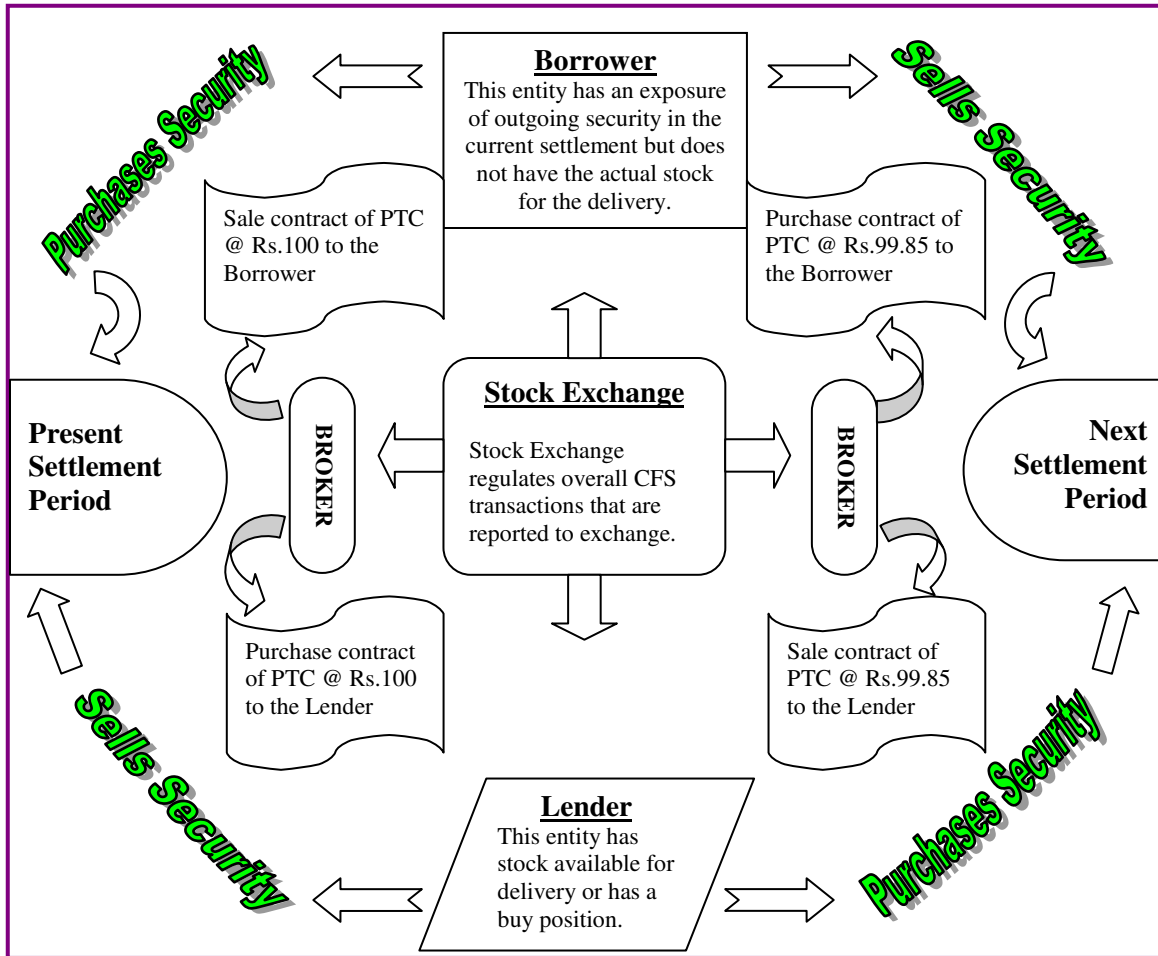 Purchases Security
Borrower
This entity has an exposure
of outgoing security in the
current settlement but does
not have the actual stock
for the delivery.
Sells Security
Sale contract of PTC
@ Rs.100 to the
Borrower
Purchase contract of
PTC @ Rs.99.85 to
the Borrower
Present
Settlement
Period
BROKER
Stock Exchange
Stock Exchange
regulates overall CFS
transactions that are
reported to exchange.
BROKER
Next
Settlement
Period
Purchase contract
of PTC @ Rs.100
to the Lender
Sale contract of
PTC @ Rs.99.85
to the Lender
Sells Security
Lender
This entity has
stock available for
delivery or has a
buy position.
Purchases Security